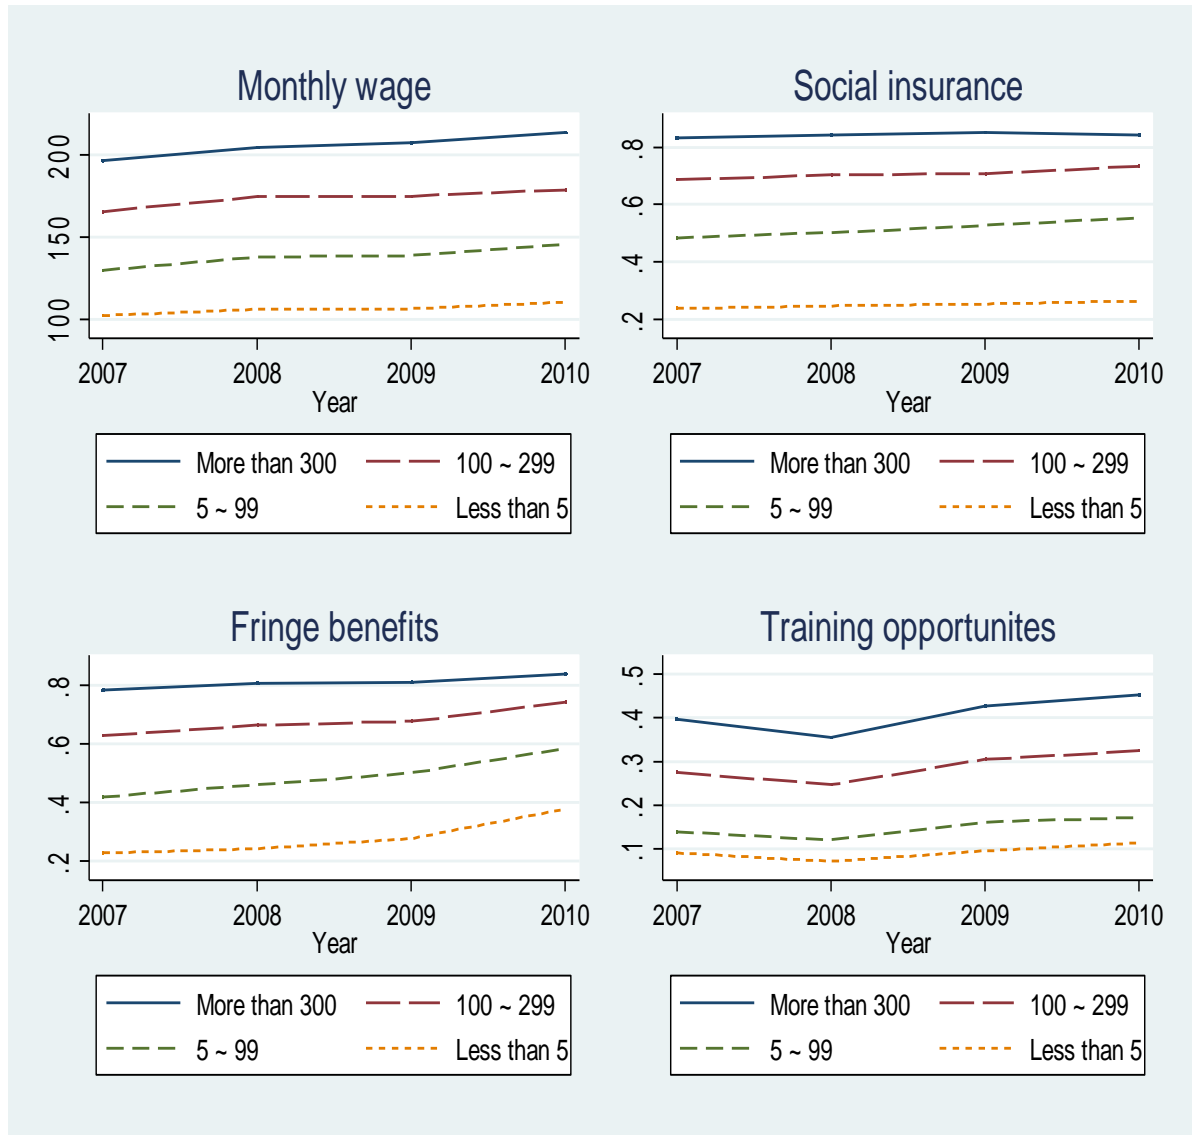 Monthly wage
200
150
100
2007 2008 2009 2010
Year
More than 300 100 ~ 299
5 ~ 99 Less than 5
Social insurance
.8
.6
.4
.2
2007 2008 2009 2010
Year
More than 300 100 ~ 299
5 ~ 99 Less than 5
Fringe benefits
.8
.6
.4
.2
2007 2008 2009 2010
Year
More than 300 100 ~ 299
5 ~ 99 Less than 5
Training opportunites
.5
.4
.3
.2
.1
2007 2008 2009 2010
Year
More than 300 100 ~ 299
5 ~ 99 Less than 5